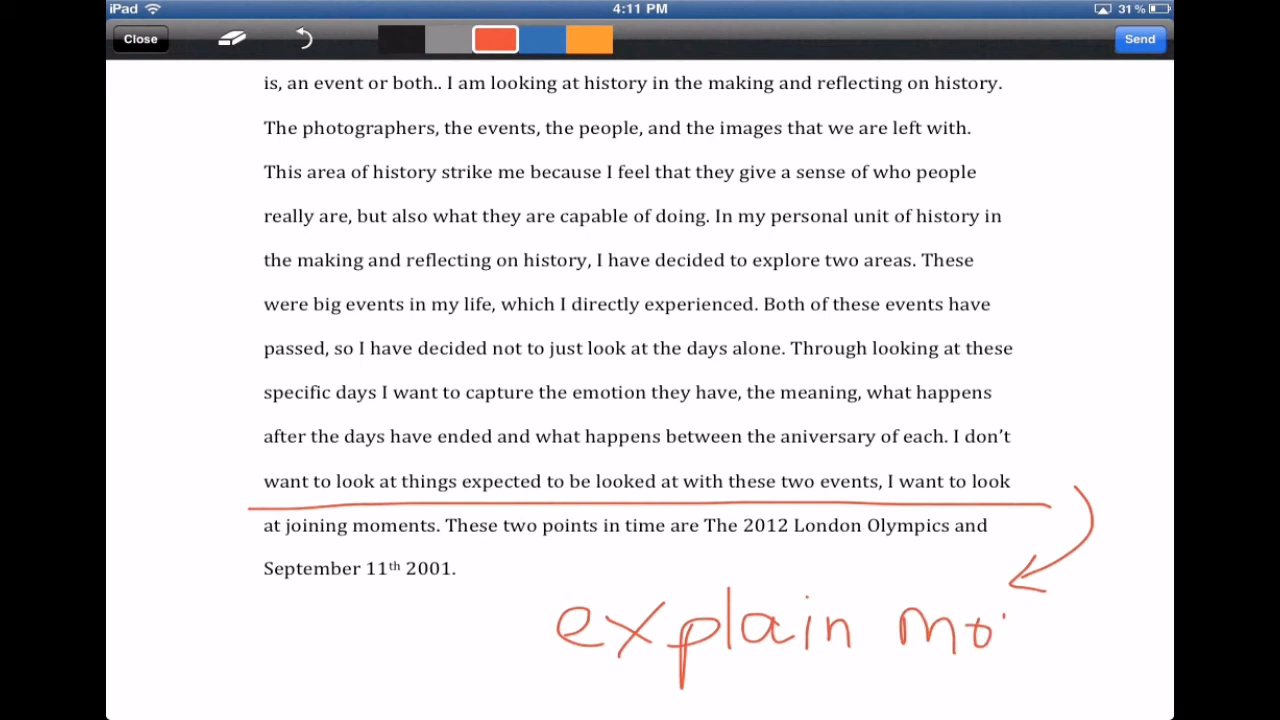 iPad 4:11 PM 31 %
Close Send
is, an event or both.. I am looking at history in the making and reflecting on history.
The photographers, the events, the people, and the images that we are left with.
This area of history strike me because I feel that they give a sense of who people
really are, but also what they are capable of doing. In my personal unit of history in
the making and reflecting on history, I have decided to explore two areas. These
were big events in my life, which I directly experienced. Both of these events have
passed, so I have decided not to just look at the days alone. Through looking at these
specific days I want to capture the emotion they have, the meaning, what happens
after the days have ended and what happens between the aniversary of each. I don’t
want to look at things expected to be looked at with these two events, I want to look
at joining moments. These two points in time are The 2012 London Olympics and
September 11th 2001.
explain mo